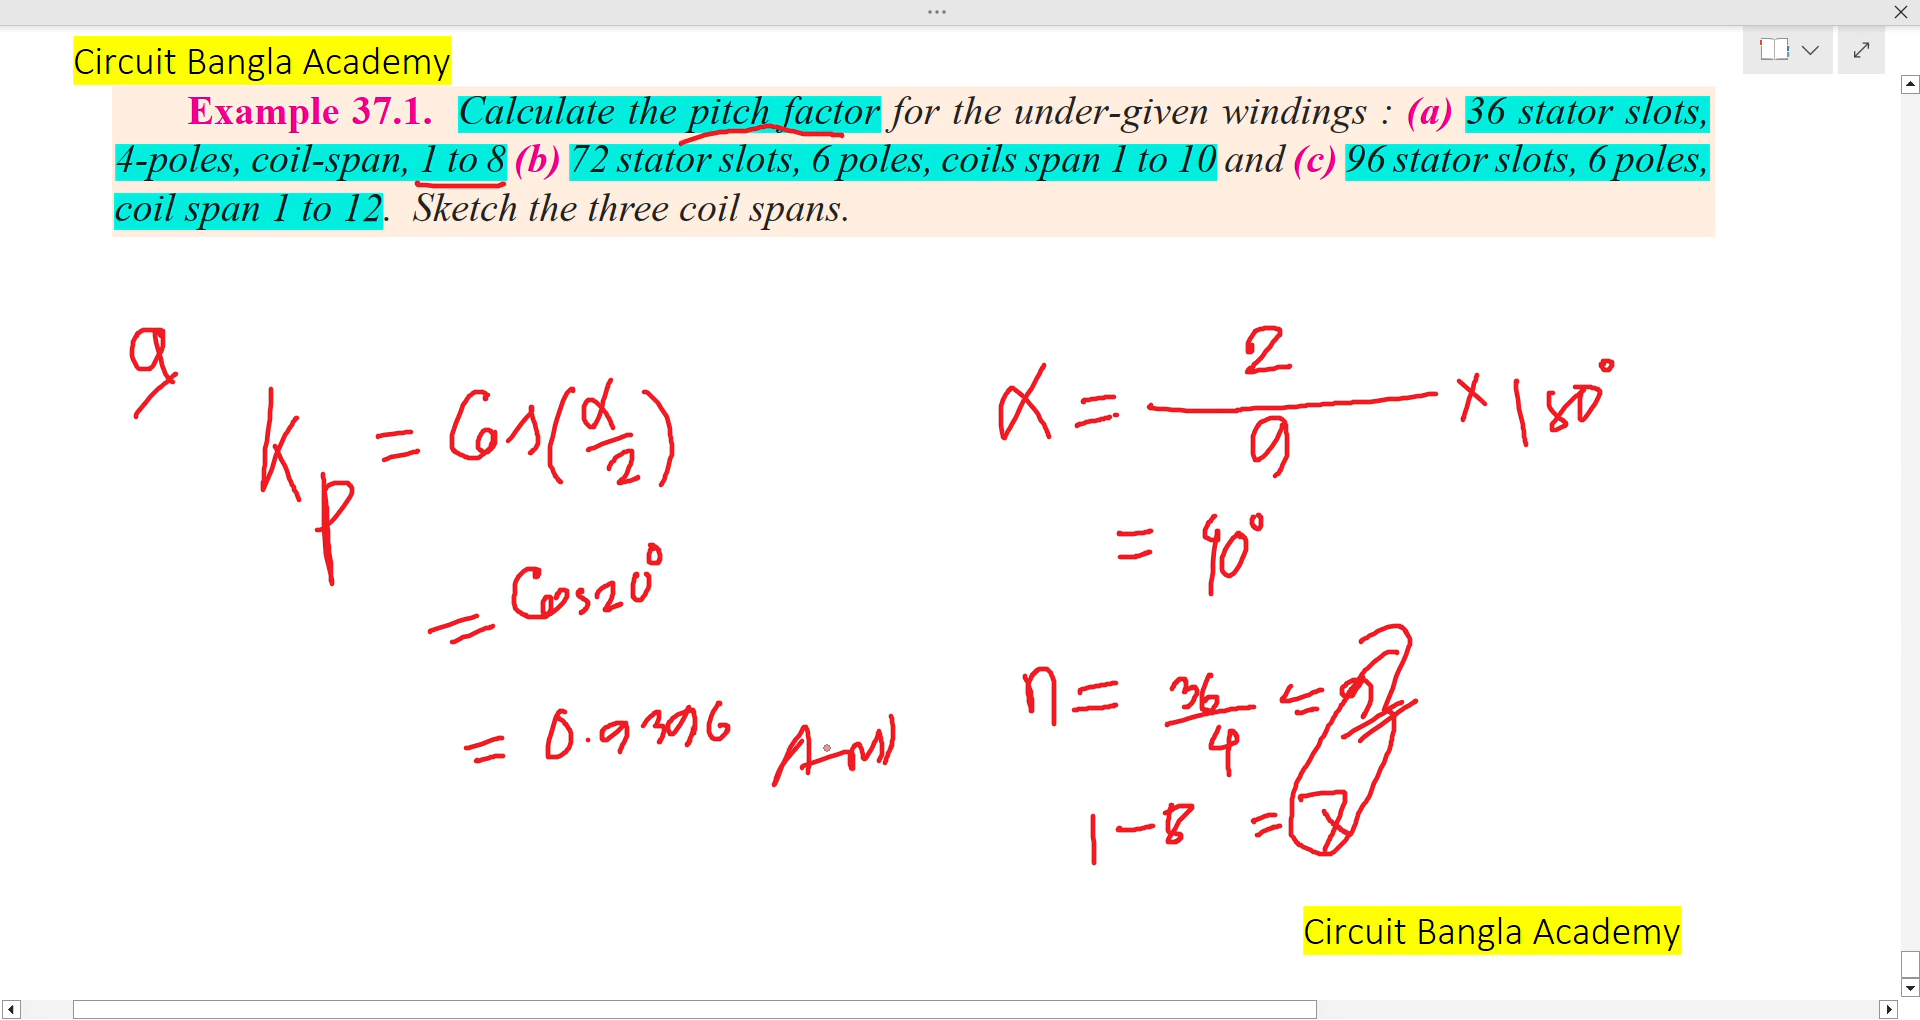 Circuit Bangla Academy
Example 37.1. Calculate the pitch factor for the under-given windings : (a) 36 stator slots,
4-poles, coil-span, 1 to 8 (b) 72 stator slots, 6 poles, coils span 1 to 10 and (c) 96 stator slots, 6 poles,
coil span 1 to 12. Sketch the three coil spans.
a
Kp = Cos(α/2)
= Cos20°
= 0.9396 Ans
α = 2/9 × 180°
= 40°
n = 36/4 = 9
1 - 8 = 7
2
Circuit Bangla Academy